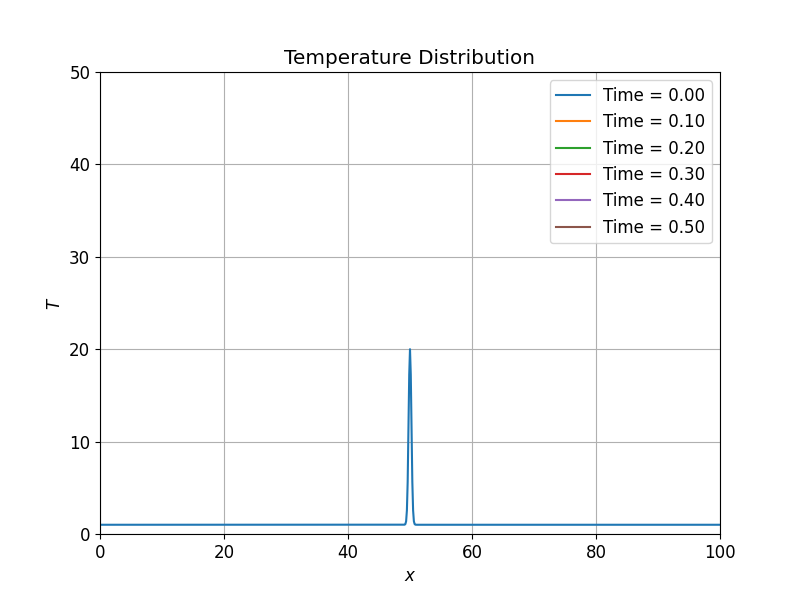 Temperature Distribution
50
40
30
20
10
0
T
Time = 0.00
Time = 0.10
Time = 0.20
Time = 0.30
Time = 0.40
Time = 0.50
0 20 40 60 80 100
x